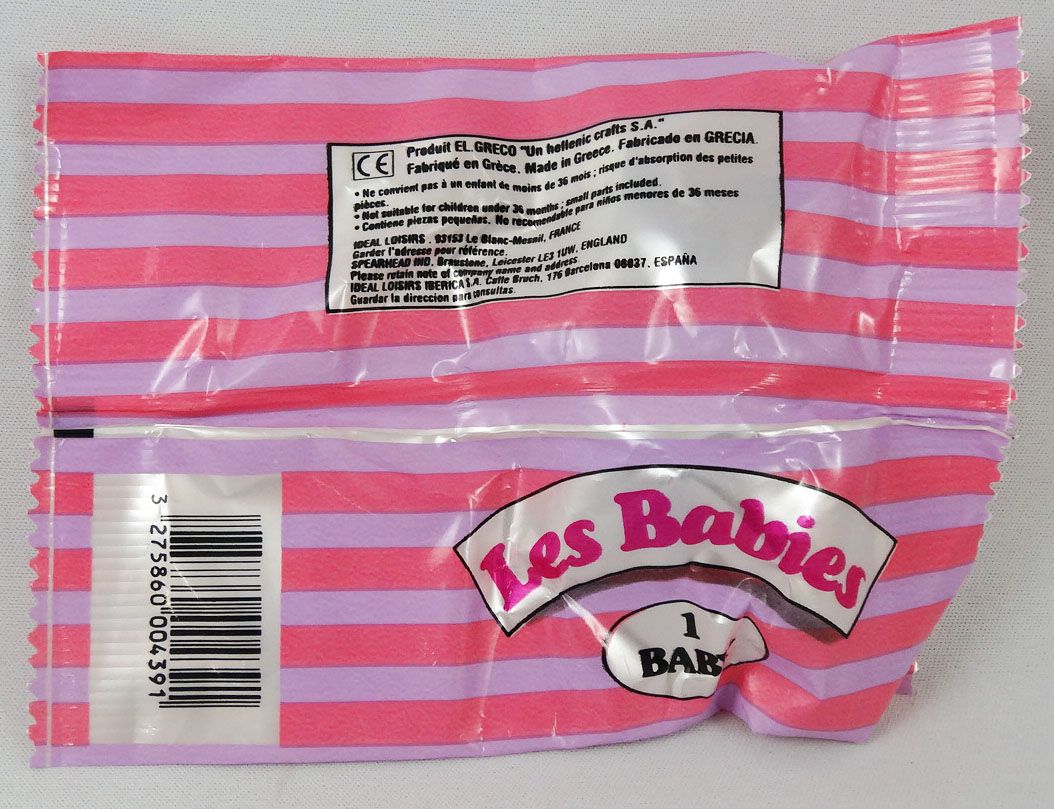 CE
Produit EL.GRECO "Un hellenic crafts S.A."
Fabriqué en Grèce. Made in Greece. Fabricado en GRECIA.
• Ne convient pas à un enfant de moins de 36 mois ; risque d'absorption des petites
pièces.
• Not suitable for children under 36 months ; small parts included.
• Contiene piezas pequeñas. No recomendable para niños menores de 36 meses
IDEAL LOISIRS . 93153 Le Blanc-Mesnil, FRANCE
Garder l'adresse pour référence.
SPEARHEAD IND. Braustone, Leicester LE3 1UW, ENGLAND
Please retain note of company name and address.
IDEAL LOISIRS IBERICA S.A. Calle Bruch, 176 Barcelona 08037. ESPAÑA
Guardar la direccion para consultas.
Les Babies
1
BABY
3 275860 004391